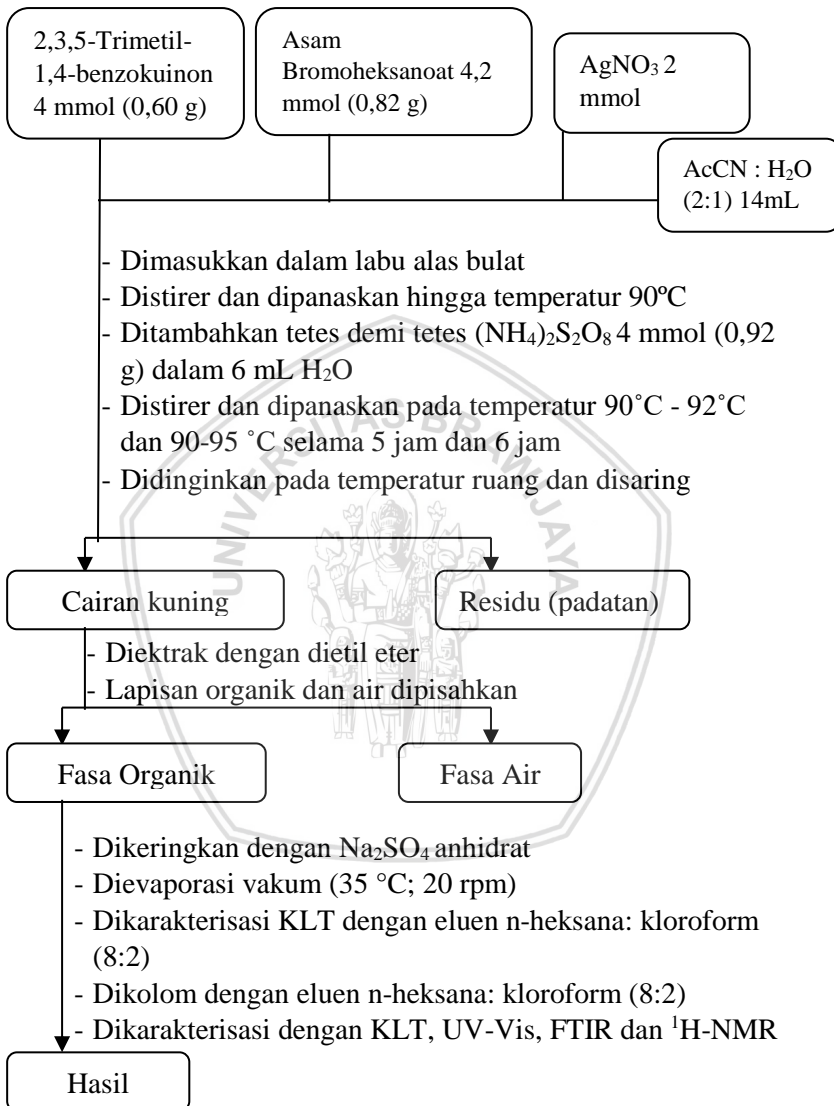 2,3,5-Trimetil-
1,4-benzokuinon
4 mmol (0,60 g)
Asam
Bromoheksanoat 4,2
mmol (0,82 g)
AgNO₃ 2
mmol
AcCN : H₂O
(2:1) 14mL
- Dimasukkan dalam labu alas bulat
- Distirer dan dipanaskan hingga temperatur 90ºC
- Ditambahkan tetes demi tetes (NH₄)₂S₂O₈ 4 mmol (0,92
g) dalam 6 mL H₂O
- Distirer dan dipanaskan pada temperatur 90˚C - 92˚C
dan 90-95 ˚C selama 5 jam dan 6 jam
- Didinginkan pada temperatur ruang dan disaring
UNIVERSITAS BRAWIJAYA
Cairan kuning
Residu (padatan)
- Diektrak dengan dietil eter
- Lapisan organik dan air dipisahkan
Fasa Organik
Fasa Air
- Dikeringkan dengan Na₂SO₄ anhidrat
- Dievaporasi vakum (35 °C; 20 rpm)
- Dikarakterisasi KLT dengan eluen n-heksana: kloroform
(8:2)
- Dikolom dengan eluen n-heksana: kloroform (8:2)
- Dikarakterisasi dengan KLT, UV-Vis, FTIR dan ¹H-NMR
Hasil